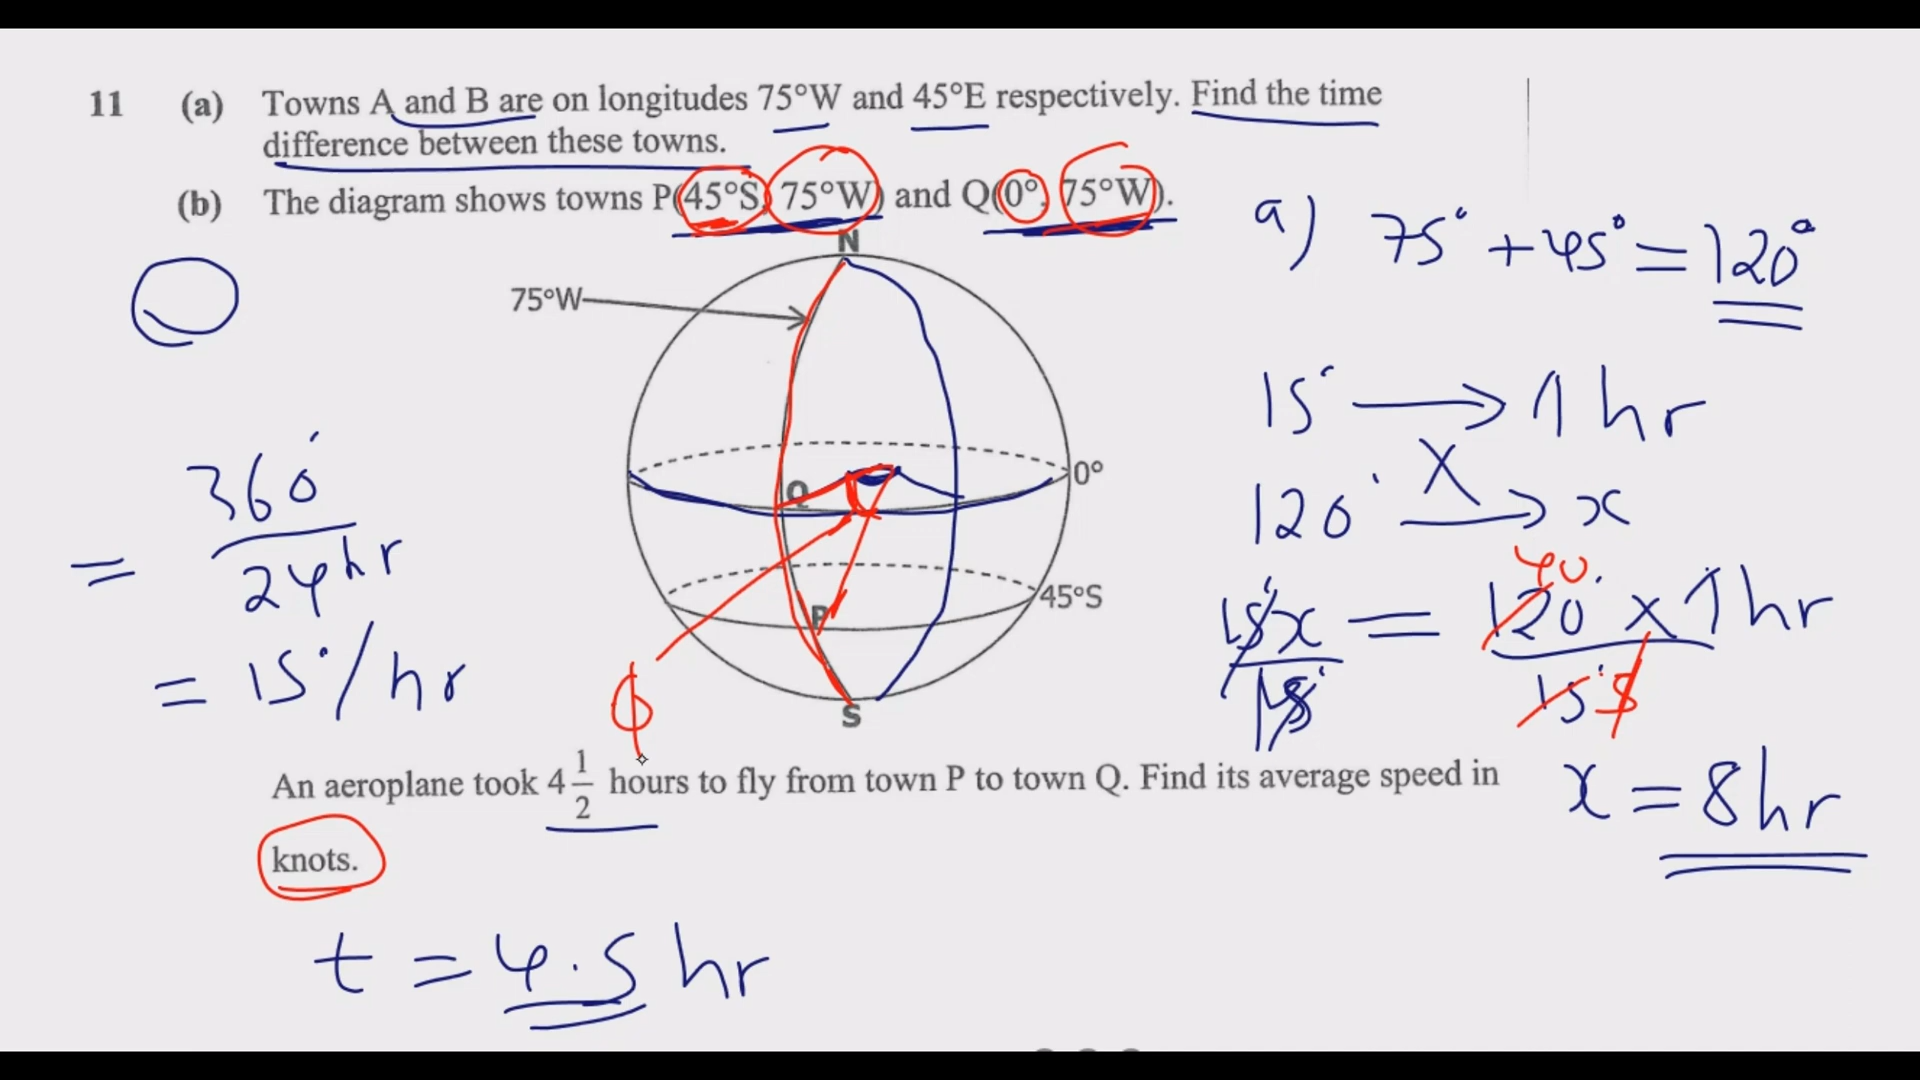 11 (a) Towns A and B are on longitudes 75°W and 45°E respectively. Find the time
difference between these towns.
(b) The diagram shows towns P(45°S, 75°W) and Q(0°, 75°W).
a) 75° + 45° = 120°
N
75°W
15° → 1 hr
120° → x
X
Q
0°
360°
= 24hr
= 15°/hr
P
45°S
S
ϕ
40
15x = 120° x 1hr
15° 15° 5
x = 8hr
An aeroplane took 4 1/2 hours to fly from town P to town Q. Find its average speed in
knots.
t = 4.5 hr